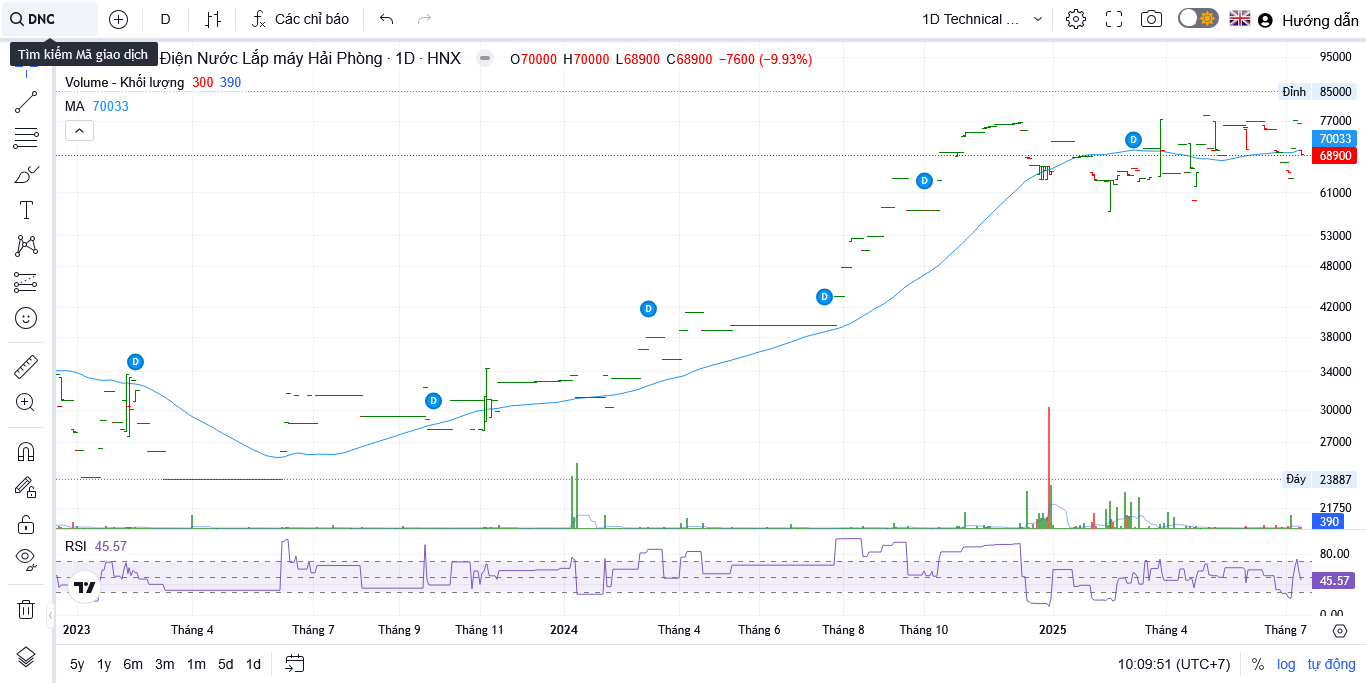 DNC
D
Các chỉ báo
1D Technical ...
Hướng dẫn
Tìm kiếm Mã giao dịch
Điện Nước Lắp máy Hải Phòng · 1D · HNX
O70000 H70000 L68900 C68900 −7600 (−9.93%)
Volume - Khối lượng 300 390
MA 70033
95000
Đỉnh 85000
77000
70033
68900
61000
53000
48000
42000
38000
34000
30000
27000
Đáy 23887
21750
390
D
D
D
D
D
D
RSI 45.57
80.00
45.57
0.00
2023 Tháng 4 Tháng 7 Tháng 9 Tháng 11 2024 Tháng 4 Tháng 6 Tháng 8 Tháng 10 2025 Tháng 4 Tháng 7
5y 1y 6m 3m 1m 5d 1d
10:09:51 (UTC+7) % log tự động